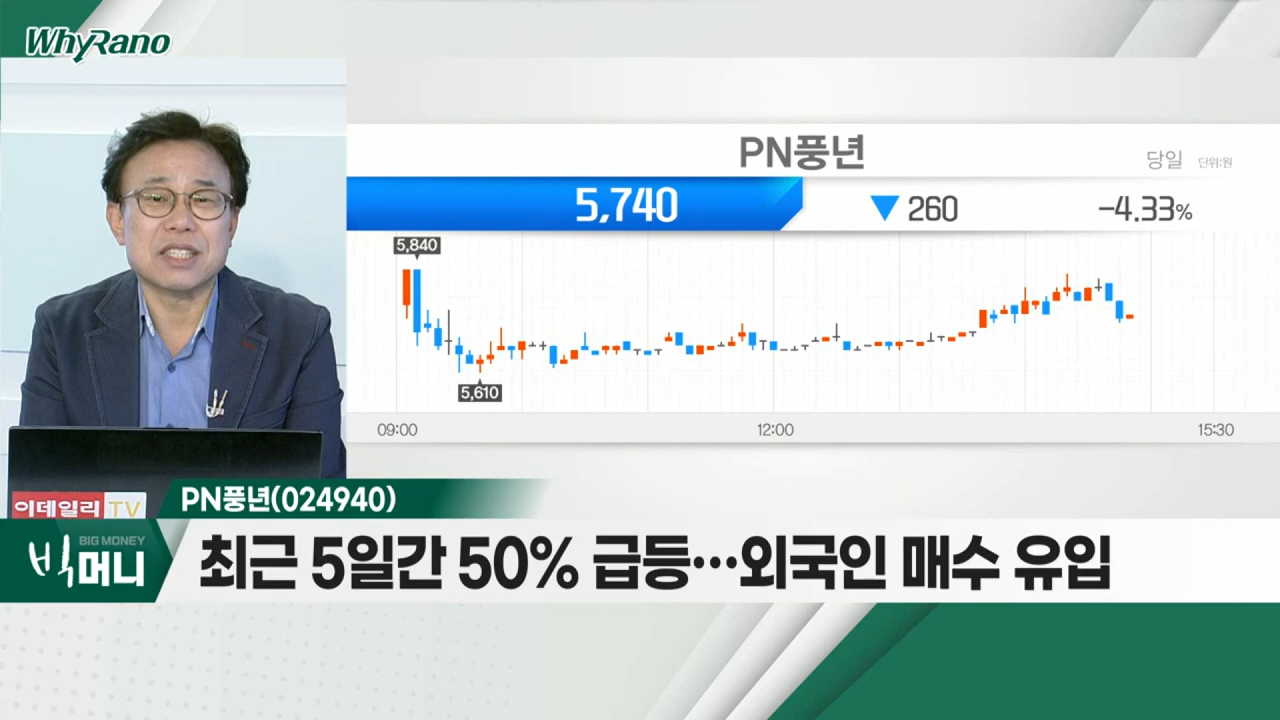 WhyRano
PN풍년
당일 단위:원
5,740 ▼ 260 -4.33%
5,840
5,610
09:00 12:00 15:30
이데일리 TV
PN풍년(024940)
BIG MONEY
빅머니
최근 5일간 50% 급등…외국인 매수 유입